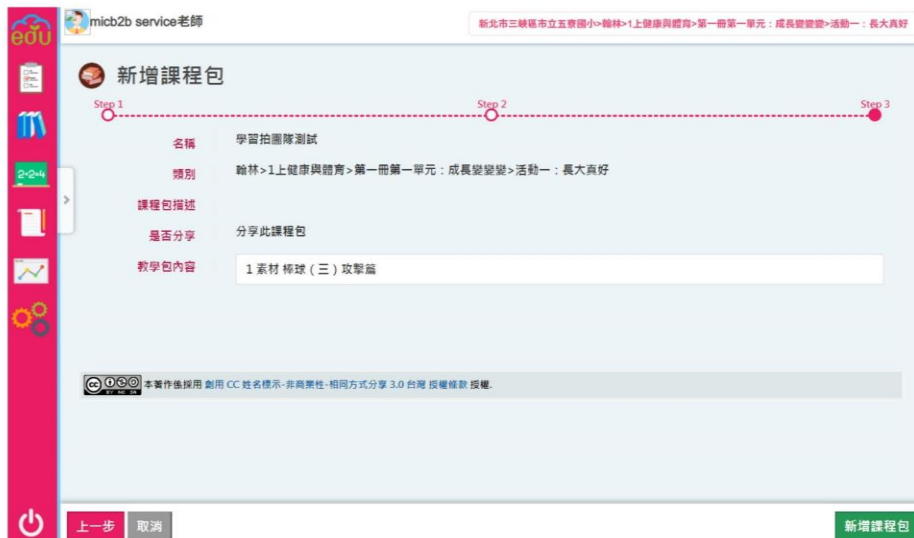 edu
micb2b service老師
新北市三峽區市立五寮國小>翰林>1上健康與體育>第一冊第一單元：成長變變變>活動一：長大真好
新增課程包
Step 1
Step 2
Step 3
名稱 學習拍團隊測試
類別 翰林>1上健康與體育>第一冊第一單元：成長變變變>活動一：長大真好
課程包描述
是否分享 分享此課程包
教學包內容 1 素材 棒球（三）攻擊篇
2+2=4
cc BY NC SA 本著作係採用 創用 CC 姓名標示-非商業性-相同方式分享 3.0 台灣 授權條款 授權.
上一步 取消 新增課程包